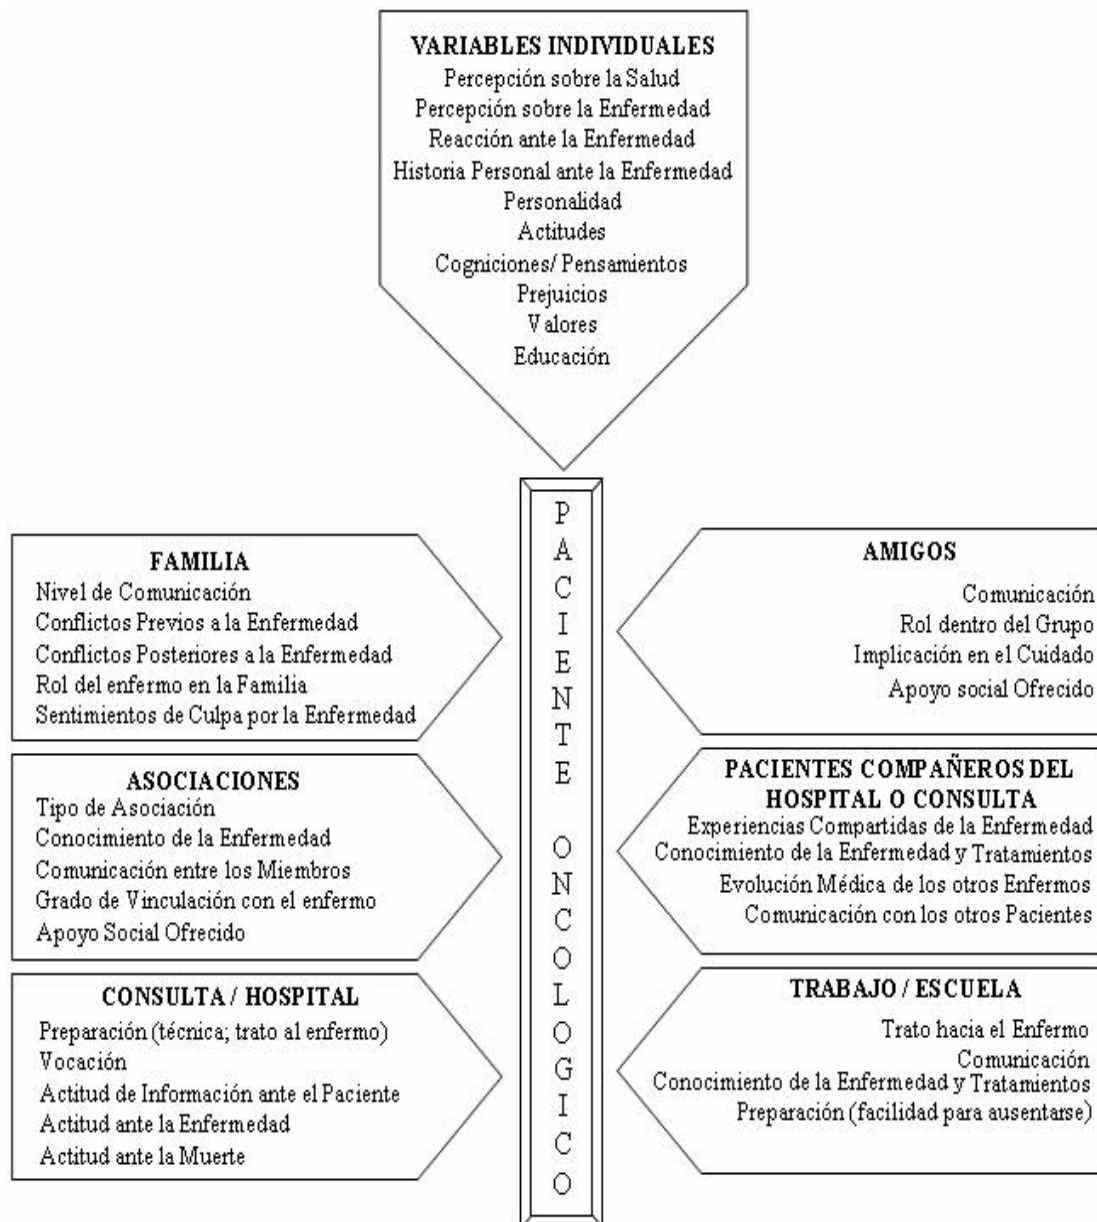 VARIABLES INDIVIDUALES
Percepción sobre la Salud
Percepción sobre la Enfermedad
Reacción ante la Enfermedad
Historia Personal ante la Enfermedad
Personalidad
Actitudes
Cogniciones/ Pensamientos
Prejuicios
Valores
Educación
PACIENTE ONCOLOGICO
FAMILIA
Nivel de Comunicación
Conflictos Previos a la Enfermedad
Conflictos Posteriores a la Enfermedad
Rol del enfermo en la Familia
Sentimientos de Culpa por la Enfermedad
ASOCIACIONES
Tipo de Asociación
Conocimiento de la Enfermedad
Comunicación entre los Miembros
Grado de Vinculación con el enfermo
Apoyo Social Ofrecido
CONSULTA / HOSPITAL
Preparación (técnica; trato al enfermo)
Vocación
Actitud de Información ante el Paciente
Actitud ante la Enfermedad
Actitud ante la Muerte
AMIGOS
Comunicación
Rol dentro del Grupo
Implicación en el Cuidado
Apoyo social Ofrecido
PACIENTES COMPAÑEROS DEL
HOSPITAL O CONSULTA
Experiencias Compartidas de la Enfermedad
Conocimiento de la Enfermedad y Tratamientos
Evolución Médica de los otros Enfermos
Comunicación con los otros Pacientes
TRABAJO / ESCUELA
Trato hacia el Enfermo
Comunicación
Conocimiento de la Enfermedad y Tratamientos
Preparación (facilidad para ausentarse)